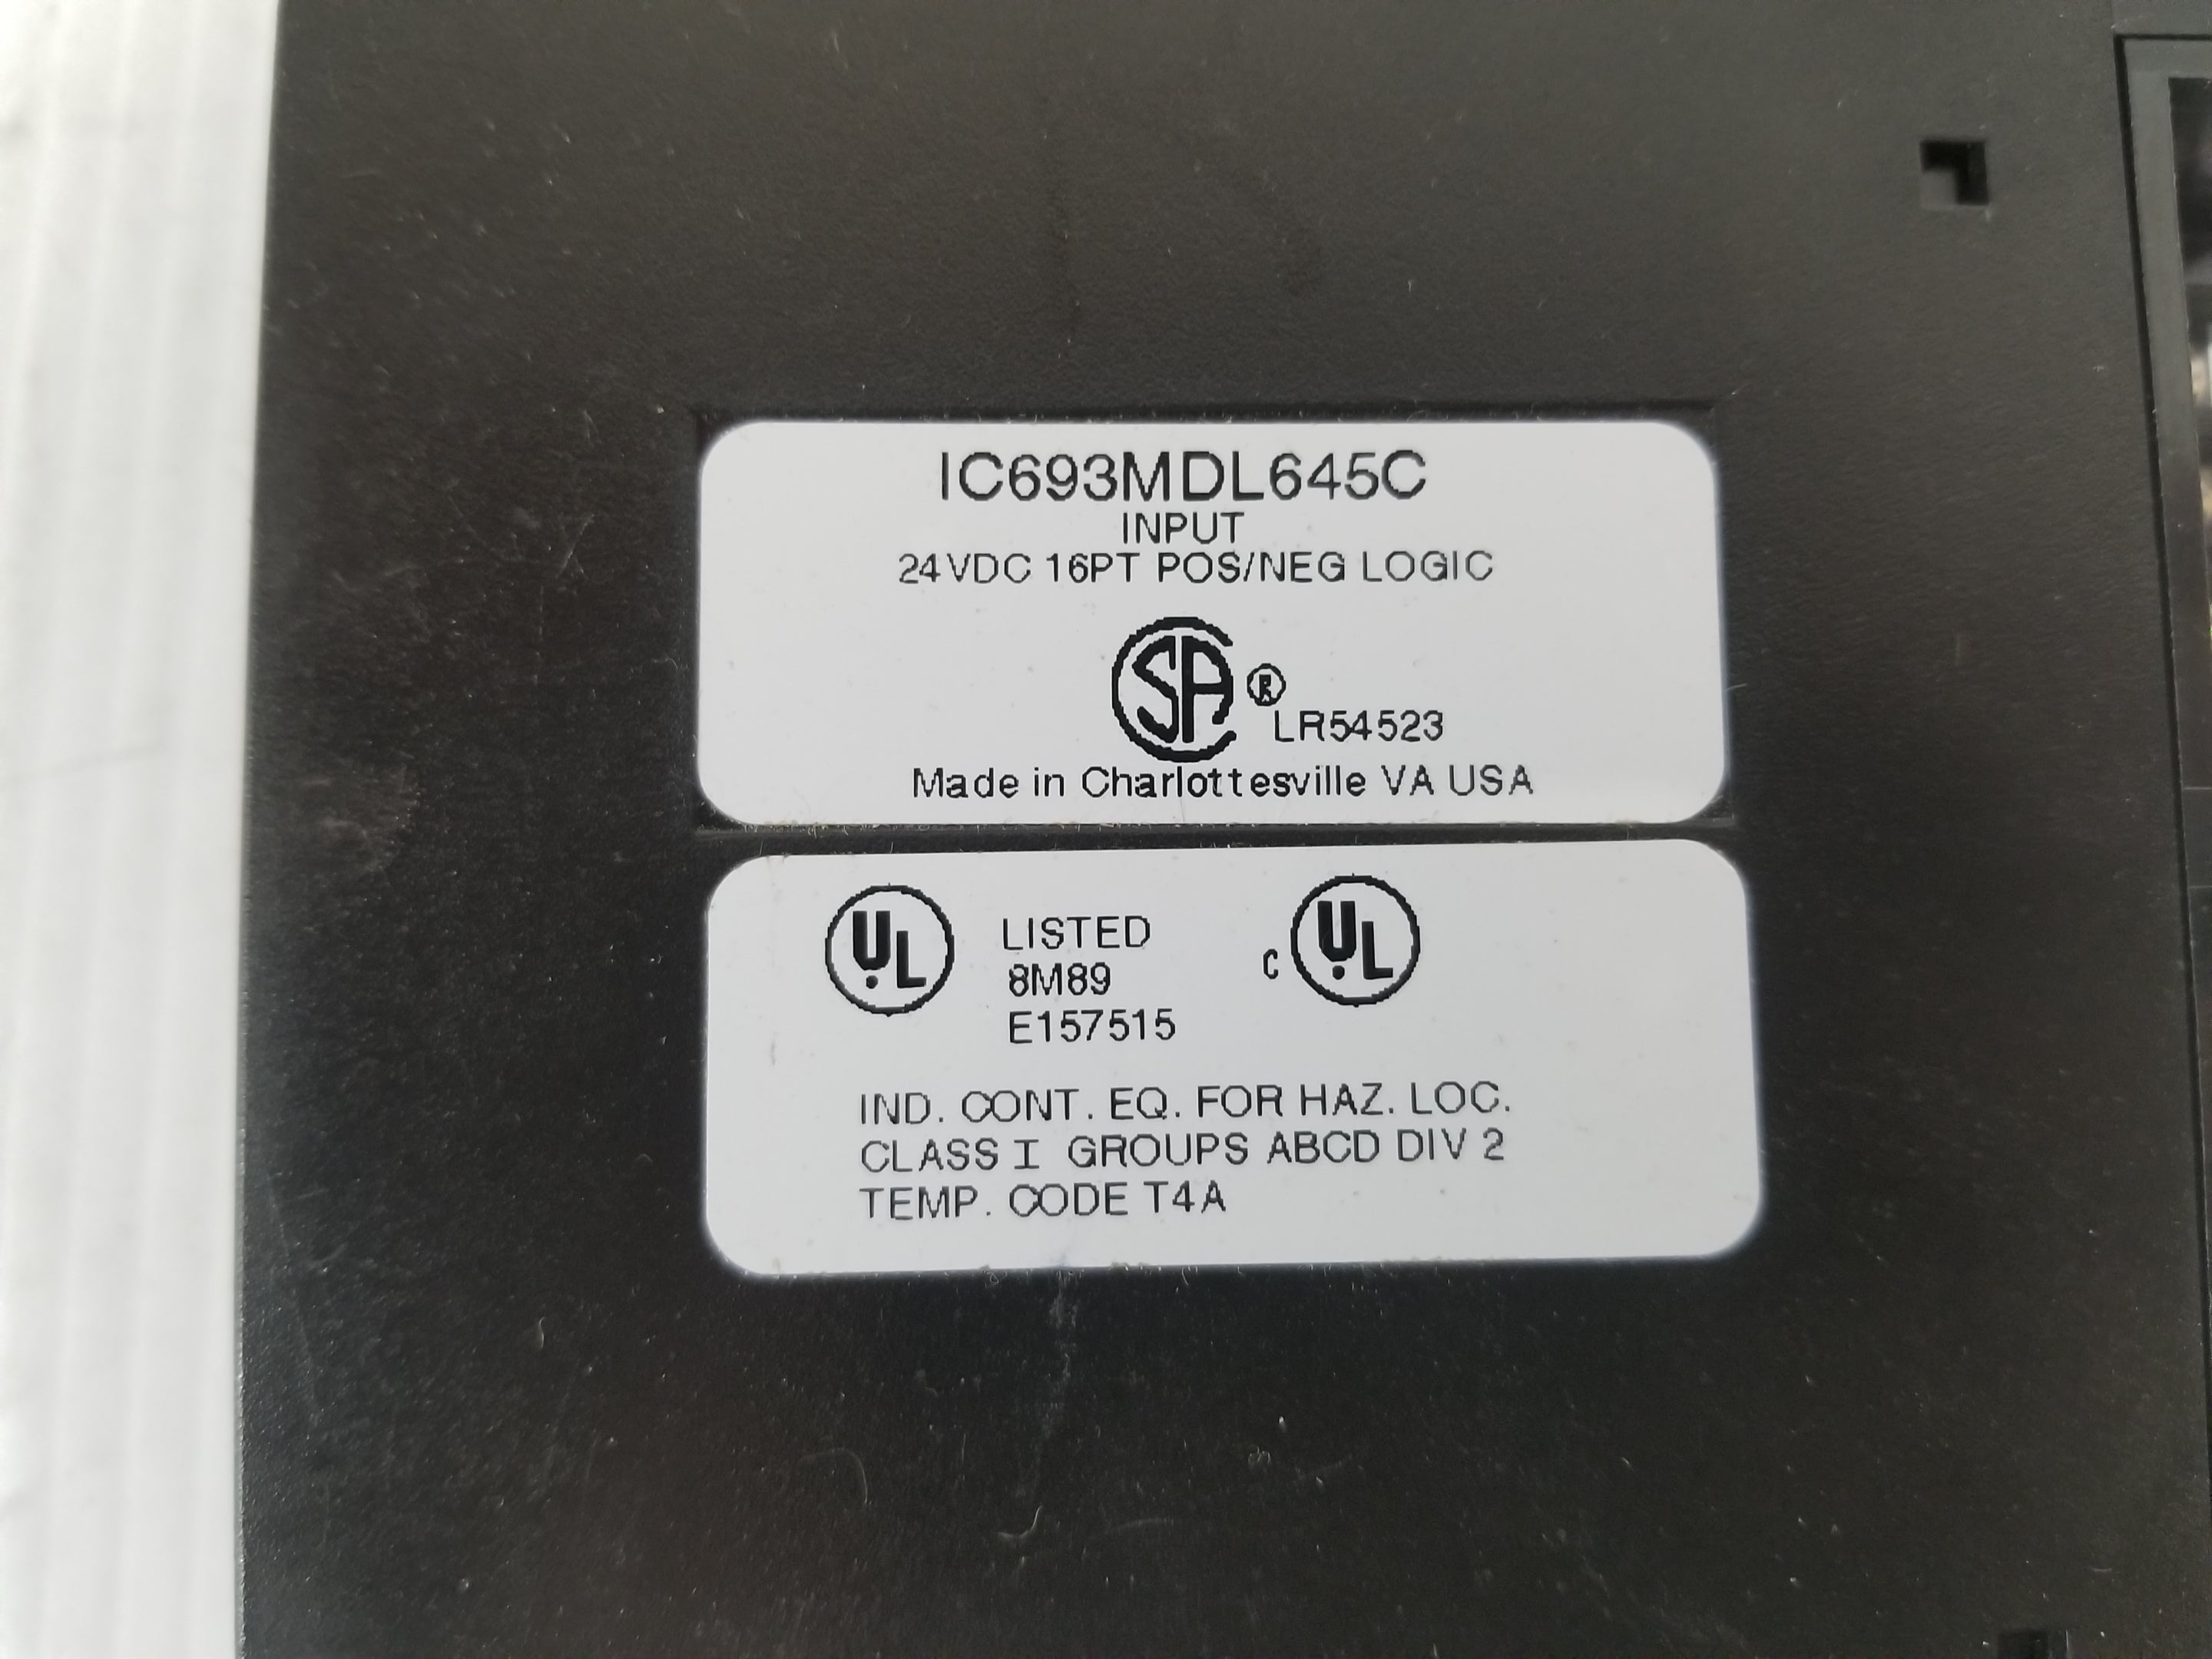 IC693MDL645C
INPUT
24VDC 16PT POS/NEG LOGIC
SA ® LR54523
Made in Charlottesville VA USA
UL LISTED C UL
8M89
E157515
IND. CONT. EQ. FOR HAZ. LOC.
CLASS I GROUPS ABCD DIV 2
TEMP. CODE T4A